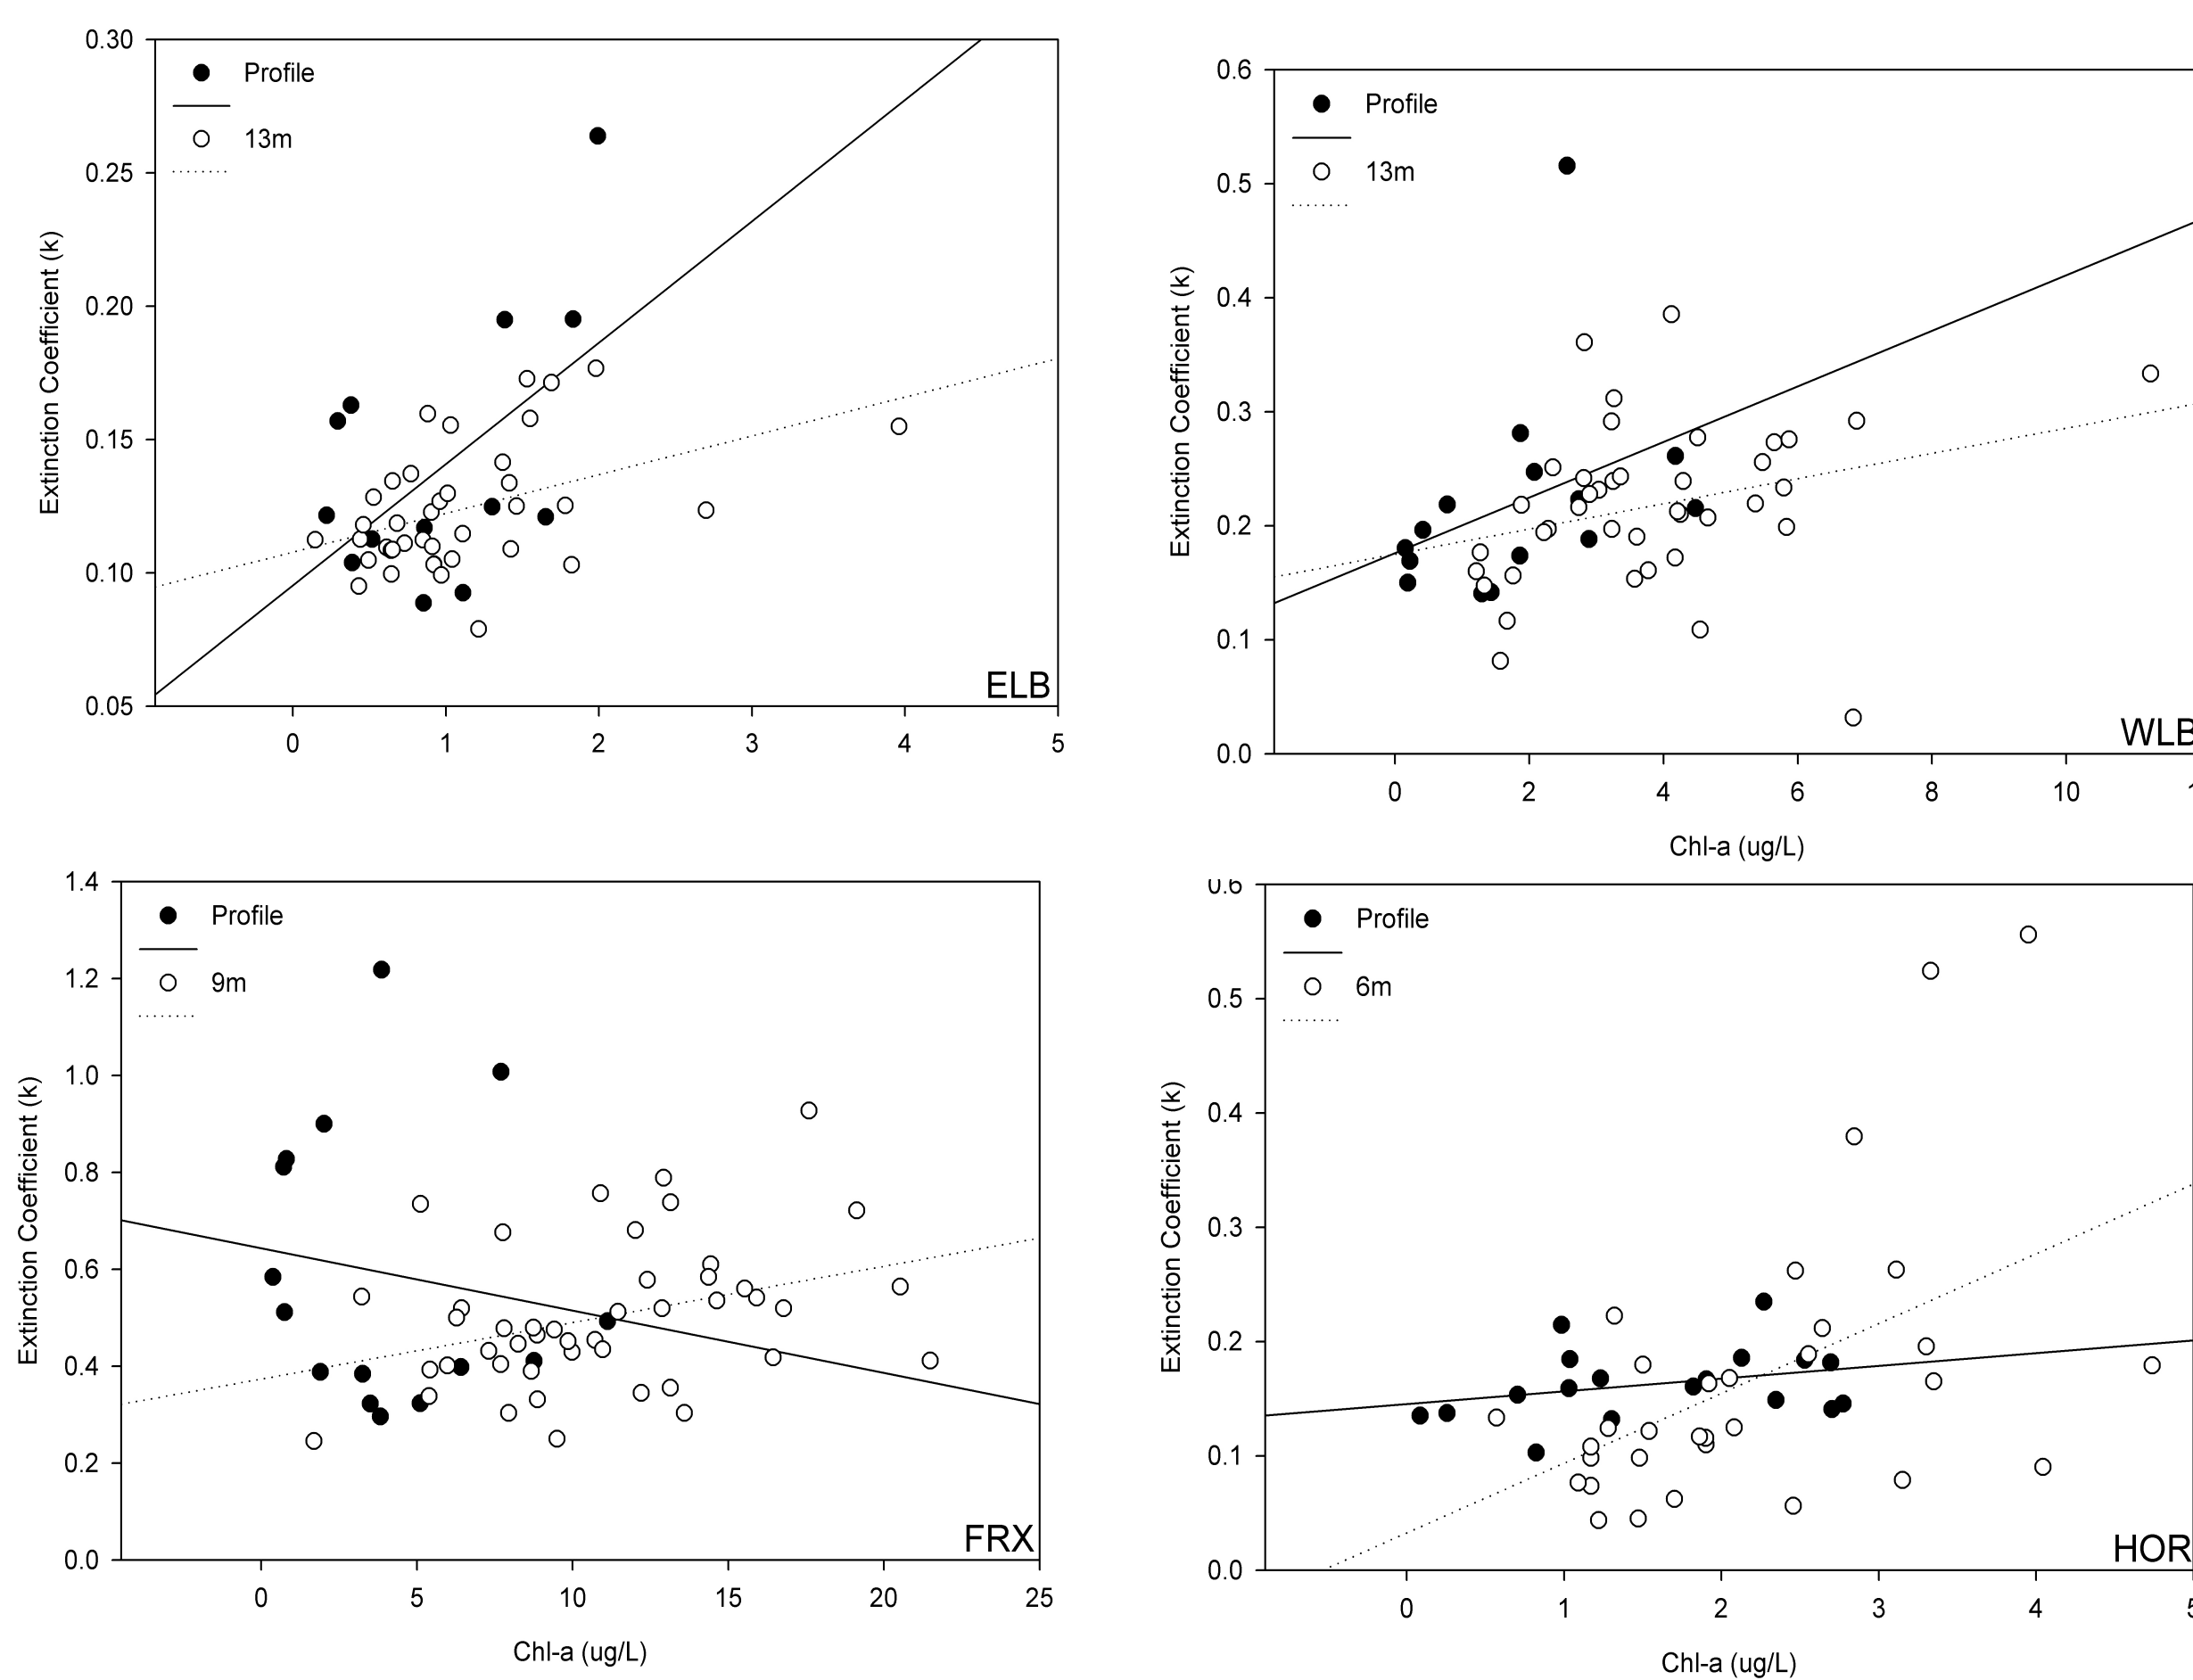 0.30
Profile
13m
0.25
0.20
0.15
0.10
0.05
Extinction Coefficient (k)
ELB
0 1 2 3 4 5
0.6
Profile
13m
0.5
0.4
0.3
0.2
0.1
0.0
Extinction Coefficient (k)
WLB
0 2 4 6 8 10
Chl-a (ug/L)
1.4
Profile
9m
1.2
1.0
0.8
0.6
0.4
0.2
0.0
Extinction Coefficient (k)
FRX
0 5 10 15 20 25
Chl-a (ug/L)
0.6
Profile
6m
0.5
0.4
0.3
0.2
0.1
0.0
Extinction Coefficient (k)
HOR
0 1 2 3 4 5
Chl-a (ug/L)